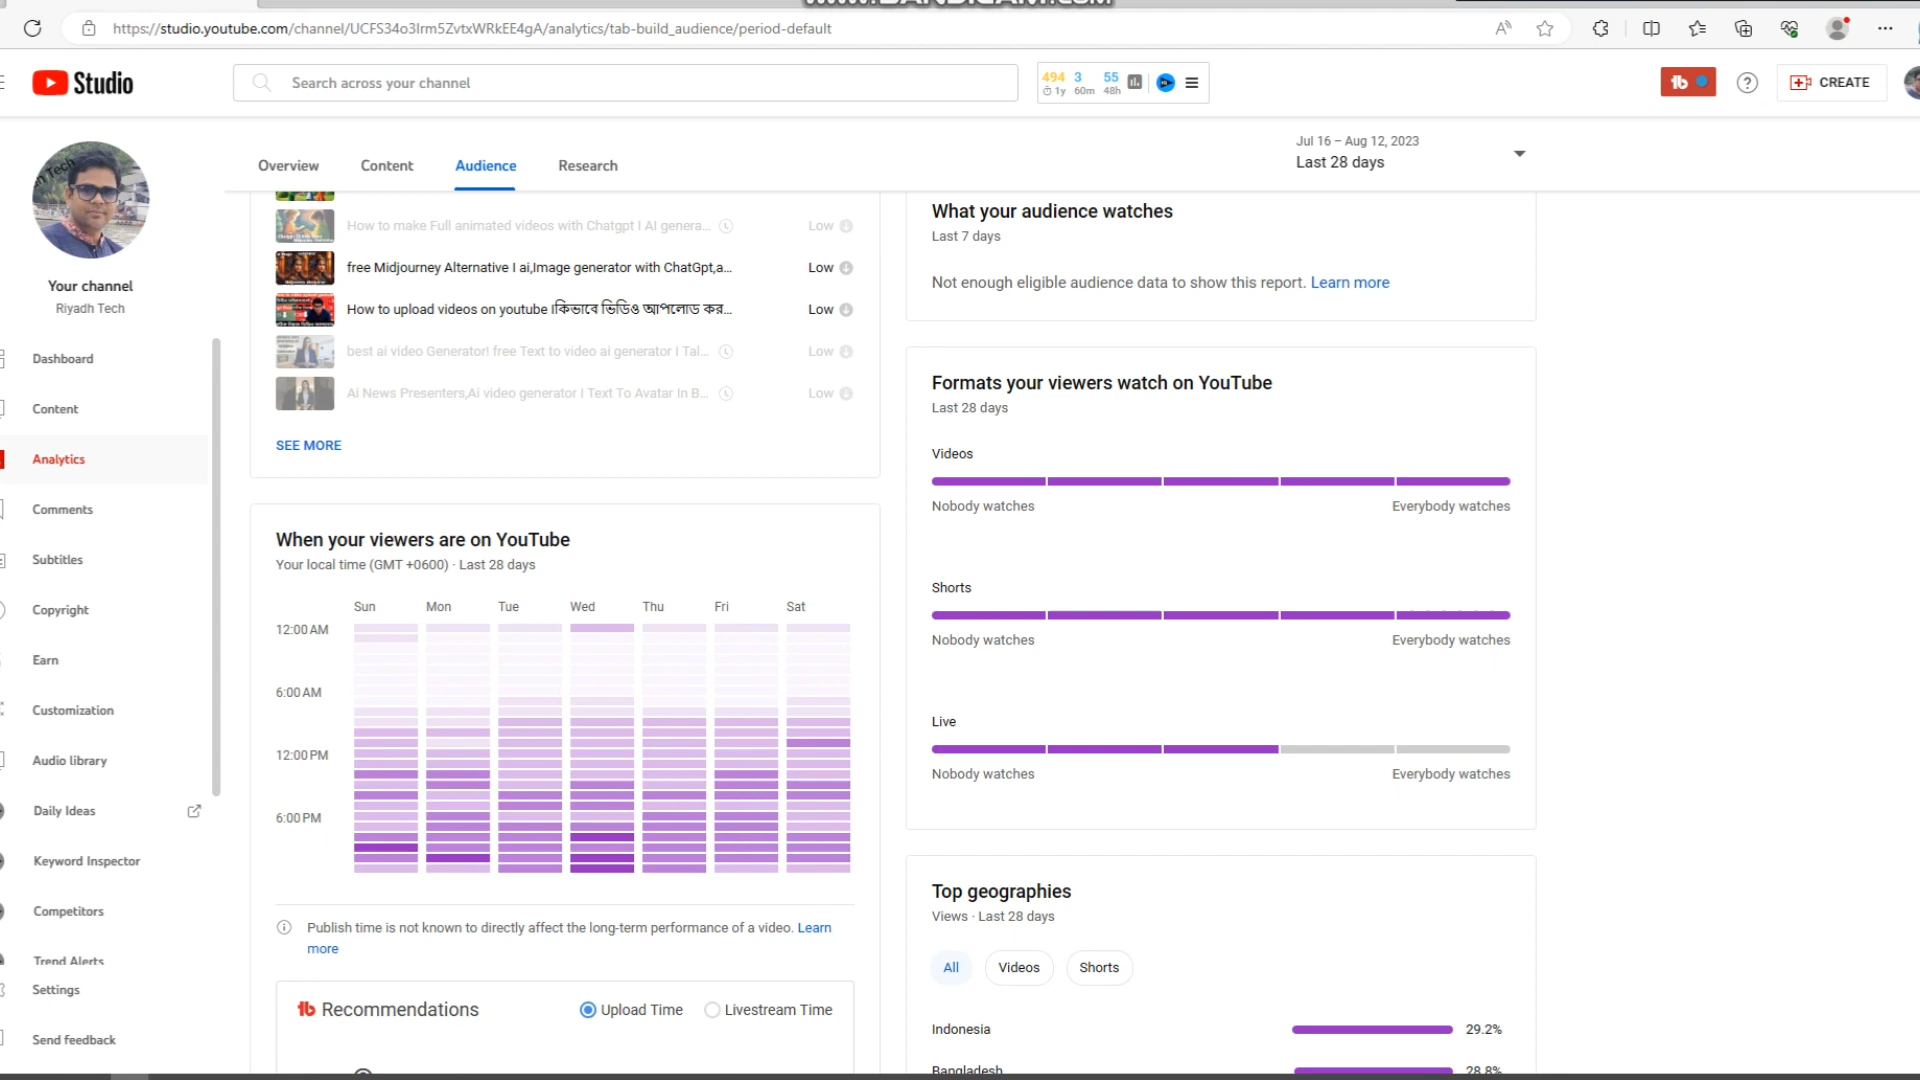 www.BANDICAM.com
https://studio.youtube.com/channel/UCFS34o3Irm5ZvtxWRkEE4gA/analytics/tab-build_audience/period-default
Studio
Search across your channel
494 3 55
1y 60m 48h
CREATE
Jul 16 – Aug 12, 2023
Last 28 days
Overview Content Audience Research
Your channel
Riyadh Tech
Dashboard
Content
Analytics
Comments
Subtitles
Copyright
Earn
Customization
Audio library
Daily Ideas
Keyword Inspector
Competitors
Trend Alerts
Settings
Send feedback
How to make Full animated videos with Chatgpt I AI genera... Low
free Midjourney Alternative I ai,Image generator with ChatGpt,a... Low
How to upload videos on youtube Iকিভাবে ভিডিও আপলোড কর... Low
best ai video Generator! free Text to video ai generator I Tal... Low
Ai News Presenters,Ai video generator I Text To Avatar In B... Low
SEE MORE
When your viewers are on YouTube
Your local time (GMT +0600) · Last 28 days
Sun Mon Tue Wed Thu Fri Sat
12:00 AM
6:00 AM
12:00 PM
6:00 PM
Publish time is not known to directly affect the long-term performance of a video. Learn
more
tb Recommendations
Upload Time Livestream Time
What your audience watches
Last 7 days
Not enough eligible audience data to show this report. Learn more
Formats your viewers watch on YouTube
Last 28 days
Videos
Nobody watches Everybody watches
Shorts
Nobody watches Everybody watches
Live
Nobody watches Everybody watches
Top geographies
Views · Last 28 days
All Videos Shorts
Indonesia 29.2%
Bangladesh 28.8%